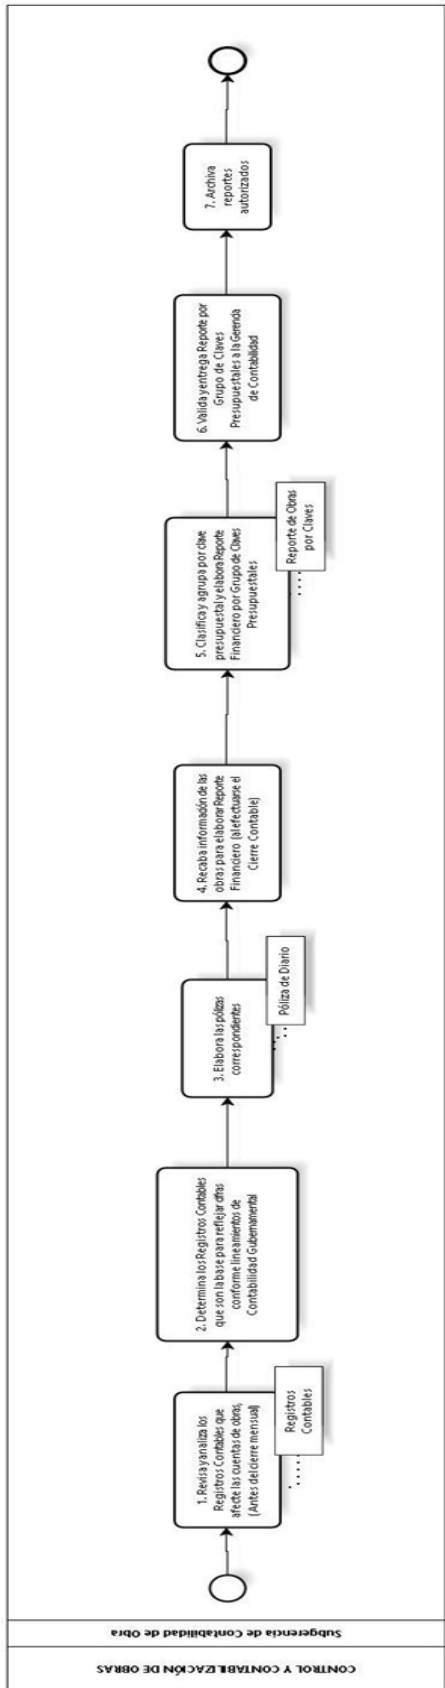 CONTROL Y CONTABILIZACIÓN DE OBRAS
Subgerencia de Contabilidad de Obra
1. Revisa y analiza los
Registros Contables que
afecte las cuentas de obras,
(Antes del cierre mensual)
Registros
Contables
2. Determina los Registros Contables
que son la base para reflejar cifras
conforme lineamientos de
Contabilidad Gubernamental
3. Elabora las pólizas
correspondientes
Póliza de Diario
4. Recaba información de las
obras para elaborar Reporte
Financiero (al efectuarse el
Cierre Contable)
5. Clasifica y agrupa por clave
presupuestal y elabora Reporte
Financiero por Grupo de Claves
Presupuestales
Reporte de Obras
por Claves
6. Valida y entrega Reporte por
Grupo de Claves
Presupuestales a la Gerencia
de Contabilidad
7. Archiva
reportes
autorizados